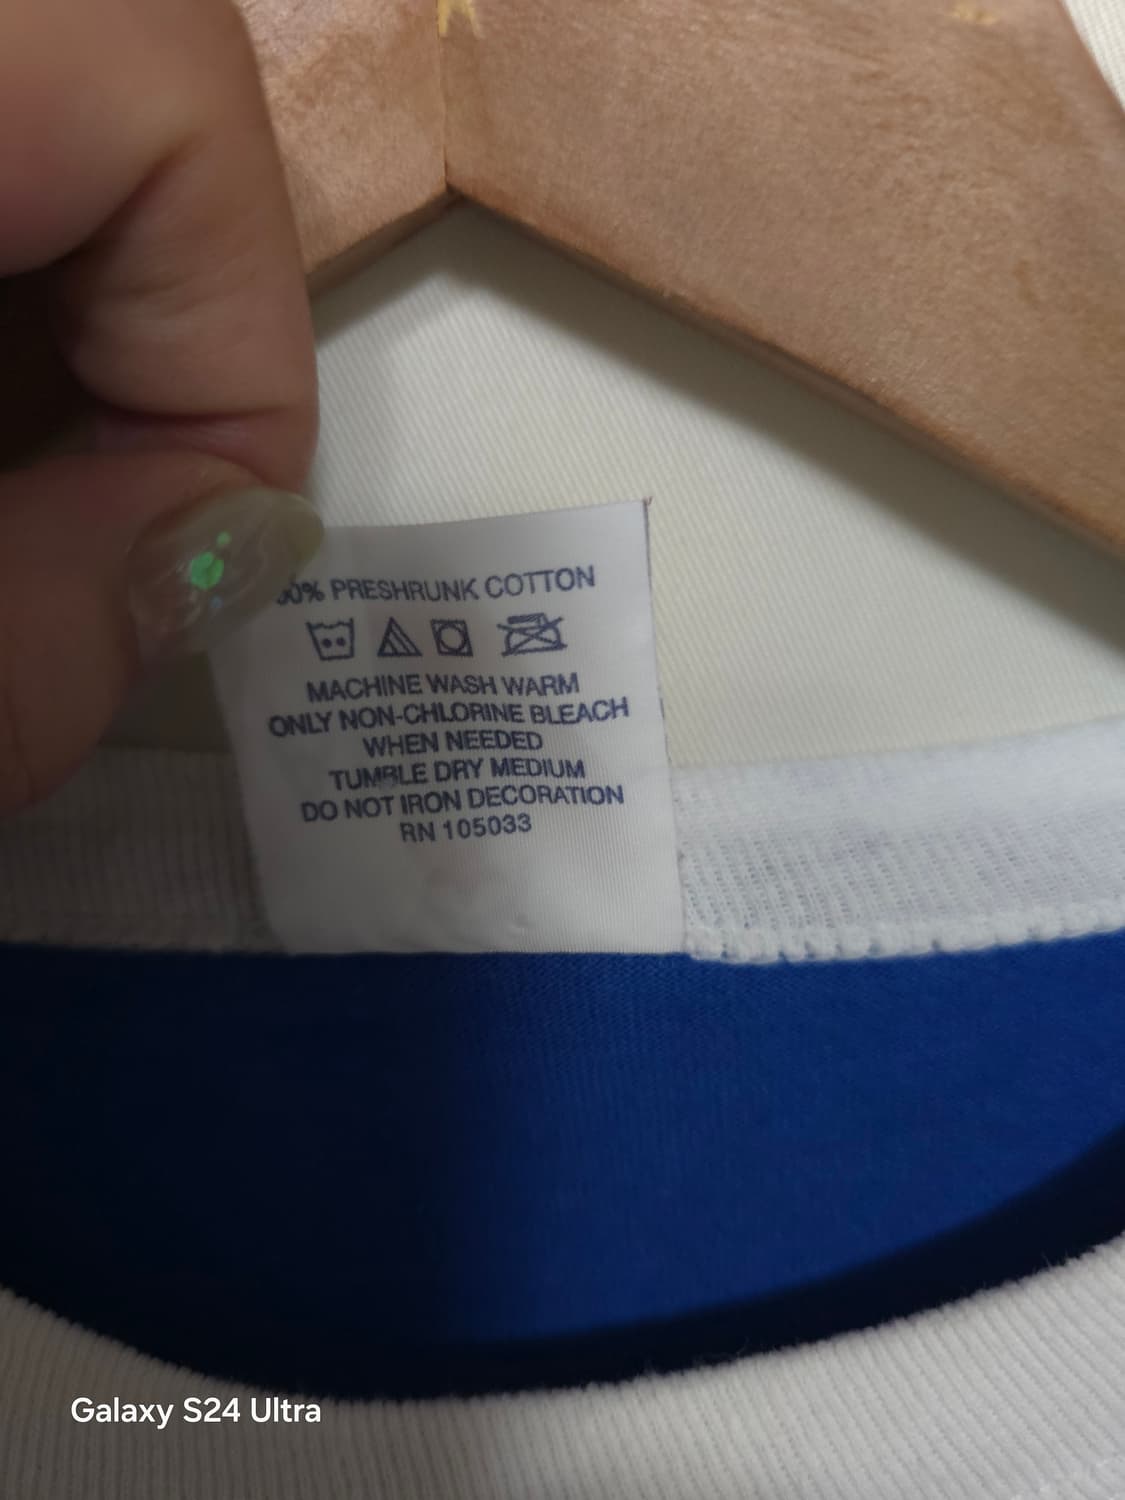 0% PRESHRUNK COTTON
MACHINE WASH WARM
ONLY NON-CHLORINE BLEACH
WHEN NEEDED
TUMBLE DRY MEDIUM
DO NOT IRON DECORATION
RN 105033
Galaxy S24 Ultra